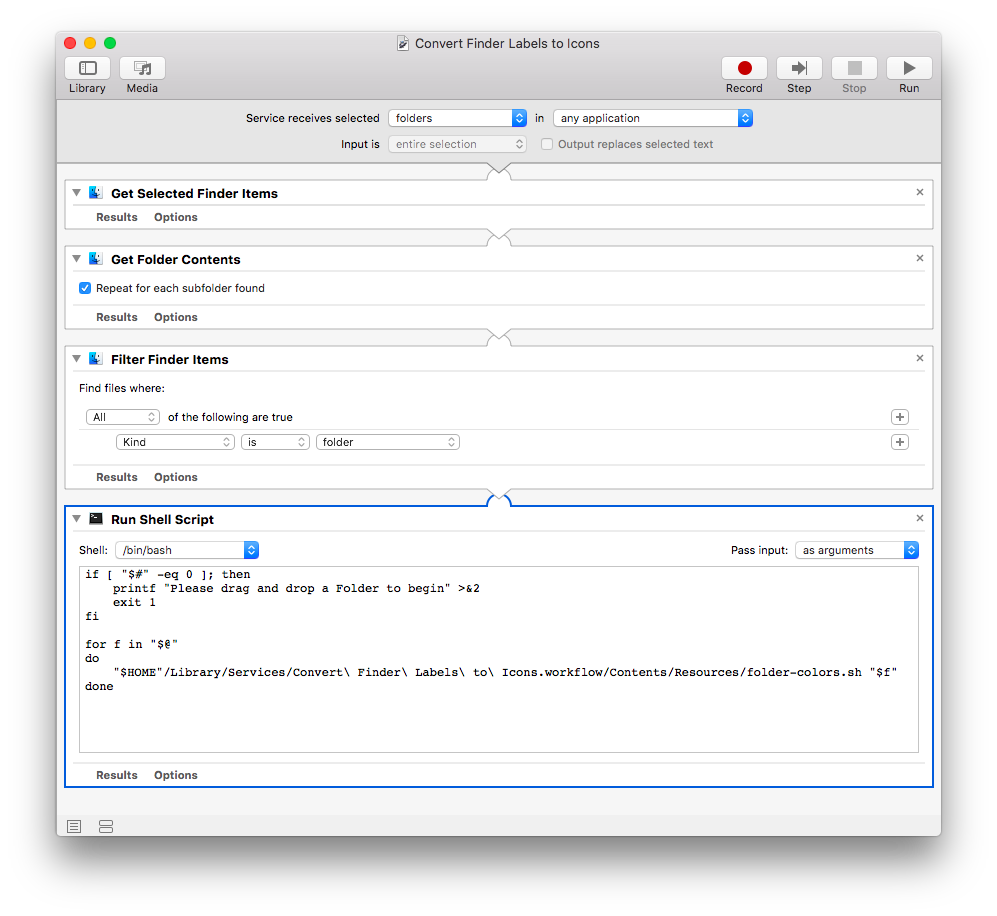 Convert Finder Labels to Icons
Library Media Record Step Stop Run
Service receives selected folders in any application
Input is entire selection Output replaces selected text
Get Selected Finder Items
Results Options
Get Folder Contents
Repeat for each subfolder found
Results Options
Filter Finder Items
Find files where:
All of the following are true
Kind is folder
Results Options
Run Shell Script
Shell: /bin/bash Pass input: as arguments
if [ "$#" -eq 0 ]; then
    printf "Please drag and drop a Folder to begin" >&2
    exit 1
fi

for f in "$@"
do
    "$HOME"/Library/Services/Convert\ Finder\ Labels\ to\ Icons.workflow/Contents/Resources/folder-colors.sh "$f"
done
Results Options